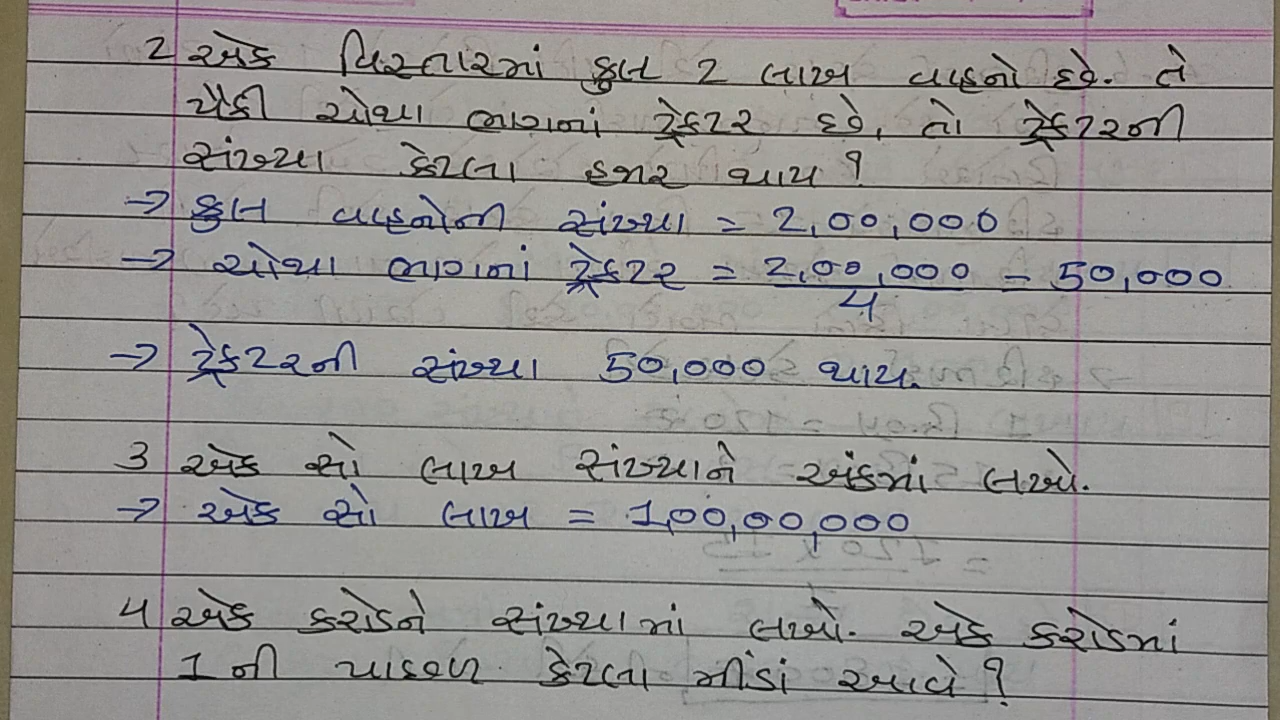 2 એક વિસ્તારમાં કુલ 2 લાખ વાહનો હવે. તે
પૈકી ચોથા ભાગનાં ટ્રેક્ટર હવે, તો ટ્રેક્ટરની
સંખ્યા કેટલા હજાર થાય ?
→ કુલ વાહનોની સંખ્યા = 2,00,000
→ ચોથા ભાગનાં ટ્રેક્ટર = 2,00,000 / 4 = 50,000
→ ટ્રેક્ટરની સંખ્યા 50,000 થાય.
3 એક સો લાખ સંખ્યાને અંકમાં લખો.
→ એક સો લાખ = 1,00,00,000
4 એક કરોડને સંખ્યામાં લખો. એક કરોડમાં
1 ની પાછળ કેટલા મીંડાં આવે ?